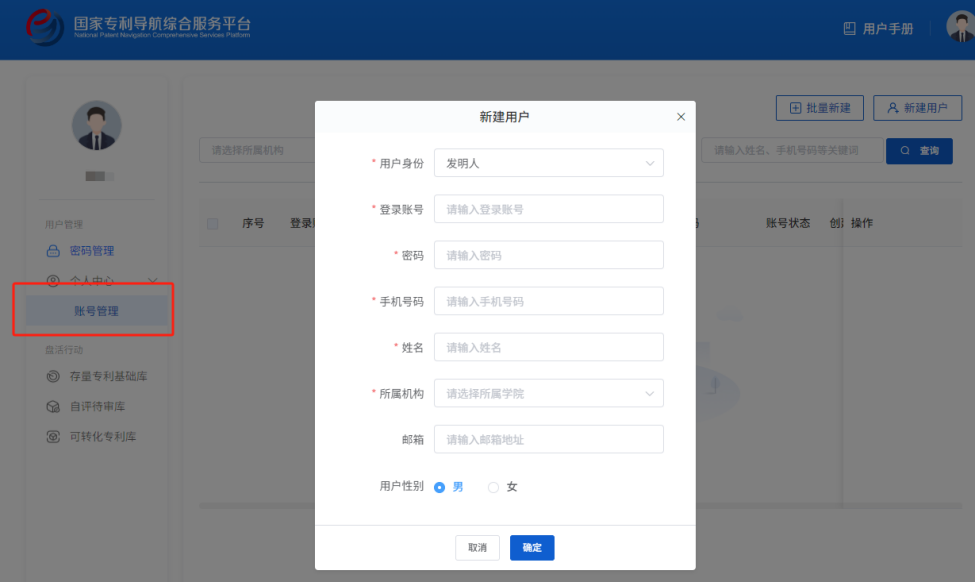 国家专利导航综合服务平台
National Patent Navigation Comprehensive Services Platform
用户手册
批量新建
新建用户
请选择所属机构
请输入姓名、手机号码等关键词
查询
用户管理
密码管理
个人中心
账号管理
盘活行动
存量专利基础库
自评待审库
可转化专利库
序号
登录
账号状态
操作
新建用户
* 用户身份 发明人
* 登录账号 请输入登录账号
* 密码 请输入密码
* 手机号码 请输入手机号码
* 姓名 请输入姓名
* 所属机构 请选择所属学院
邮箱 请输入邮箱地址
用户性别 男 女
取消
确定